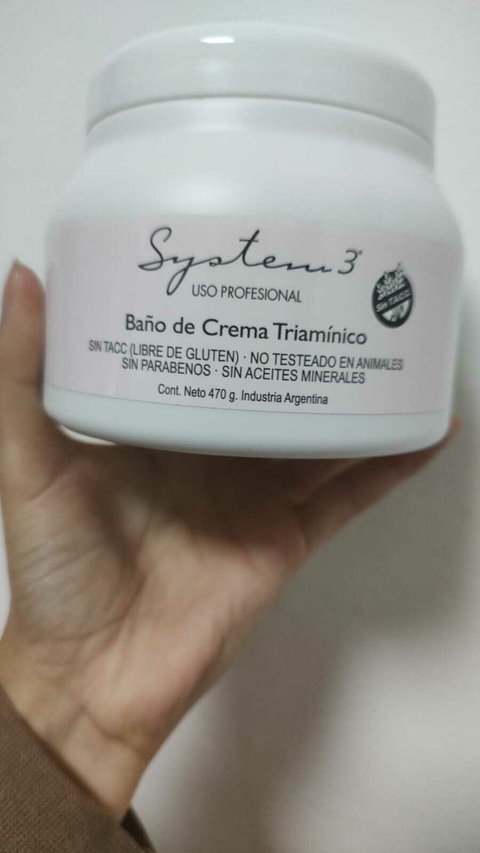 System 3
USO PROFESIONAL
SIN TACC
Baño de Crema Triamínico
SIN TACC (LIBRE DE GLUTEN) · NO TESTEADO EN ANIMALES
SIN PARABENOS · SIN ACEITES MINERALES
Cont. Neto 470 g. Industria Argentina